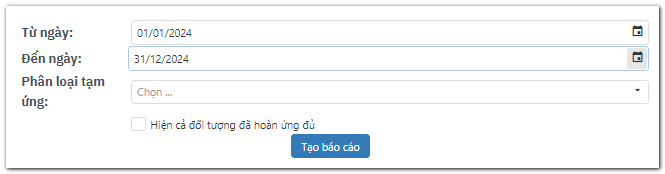 Từ ngày: 01/01/2024
Đến ngày: 31/12/2024
Phân loại tạm ứng: Chọn ...
Hiện cả đối tượng đã hoàn ứng đủ
Tạo báo cáo